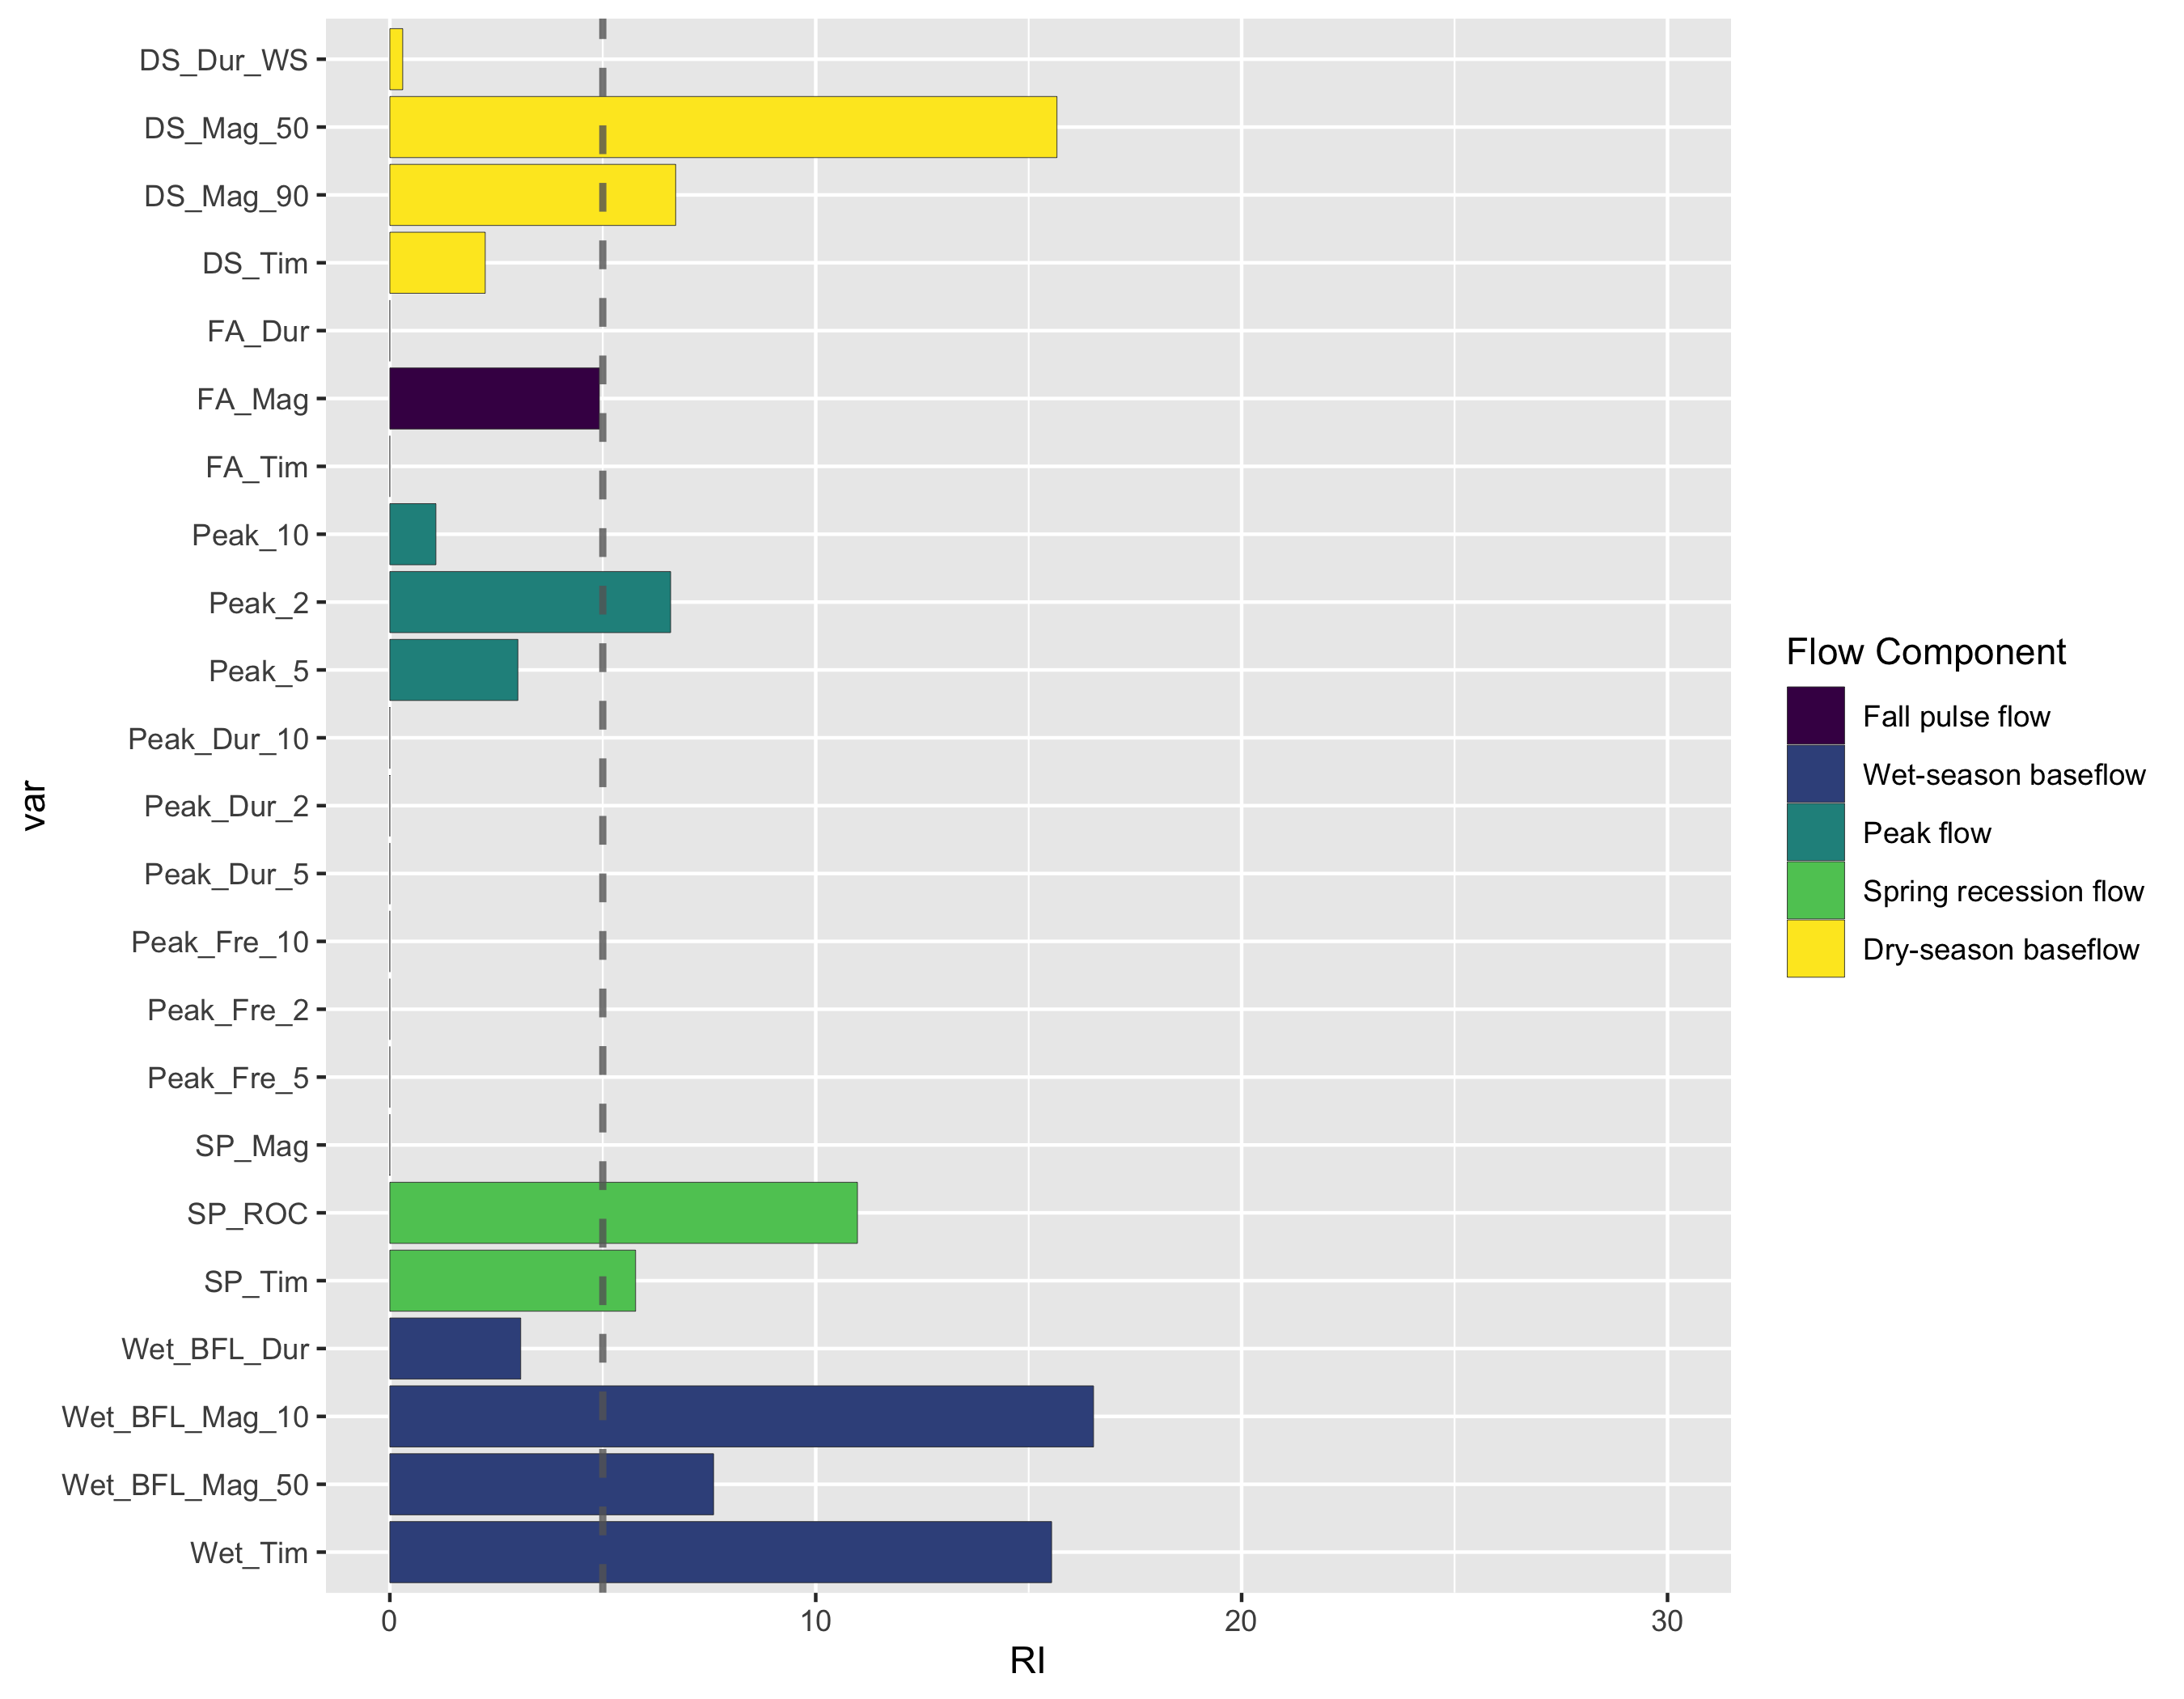 DS_Dur_WS
DS_Mag_50
DS_Mag_90
DS_Tim
FA_Dur
FA_Mag
FA_Tim
Peak_10
Peak_2
Peak_5
Peak_Dur_10
Peak_Dur_2
Peak_Dur_5
Peak_Fre_10
Peak_Fre_2
Peak_Fre_5
SP_Mag
SP_ROC
SP_Tim
Wet_BFL_Dur
Wet_BFL_Mag_10
Wet_BFL_Mag_50
Wet_Tim
var
0 10 20 30
RI
Flow Component
Fall pulse flow
Wet-season baseflow
Peak flow
Spring recession flow
Dry-season baseflow